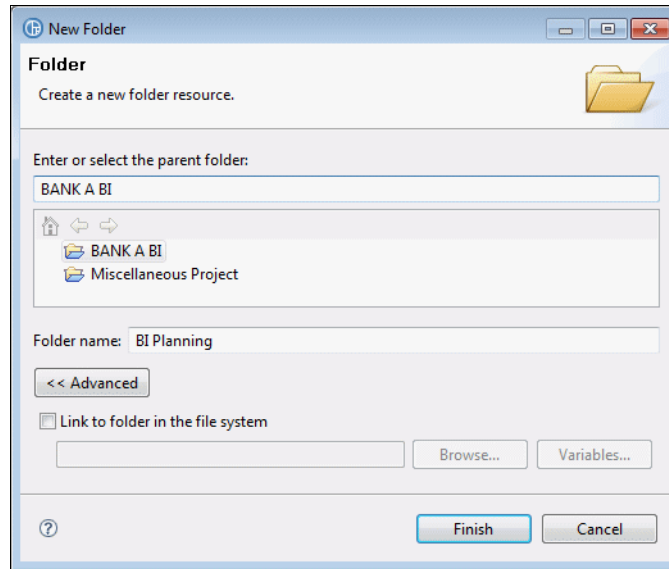 New Folder
Folder
Create a new folder resource.
Enter or select the parent folder:
BANK A BI
BANK A BI
Miscellaneous Project
Folder name: BI Planning
<< Advanced
Link to folder in the file system
Browse... Variables...
? Finish Cancel